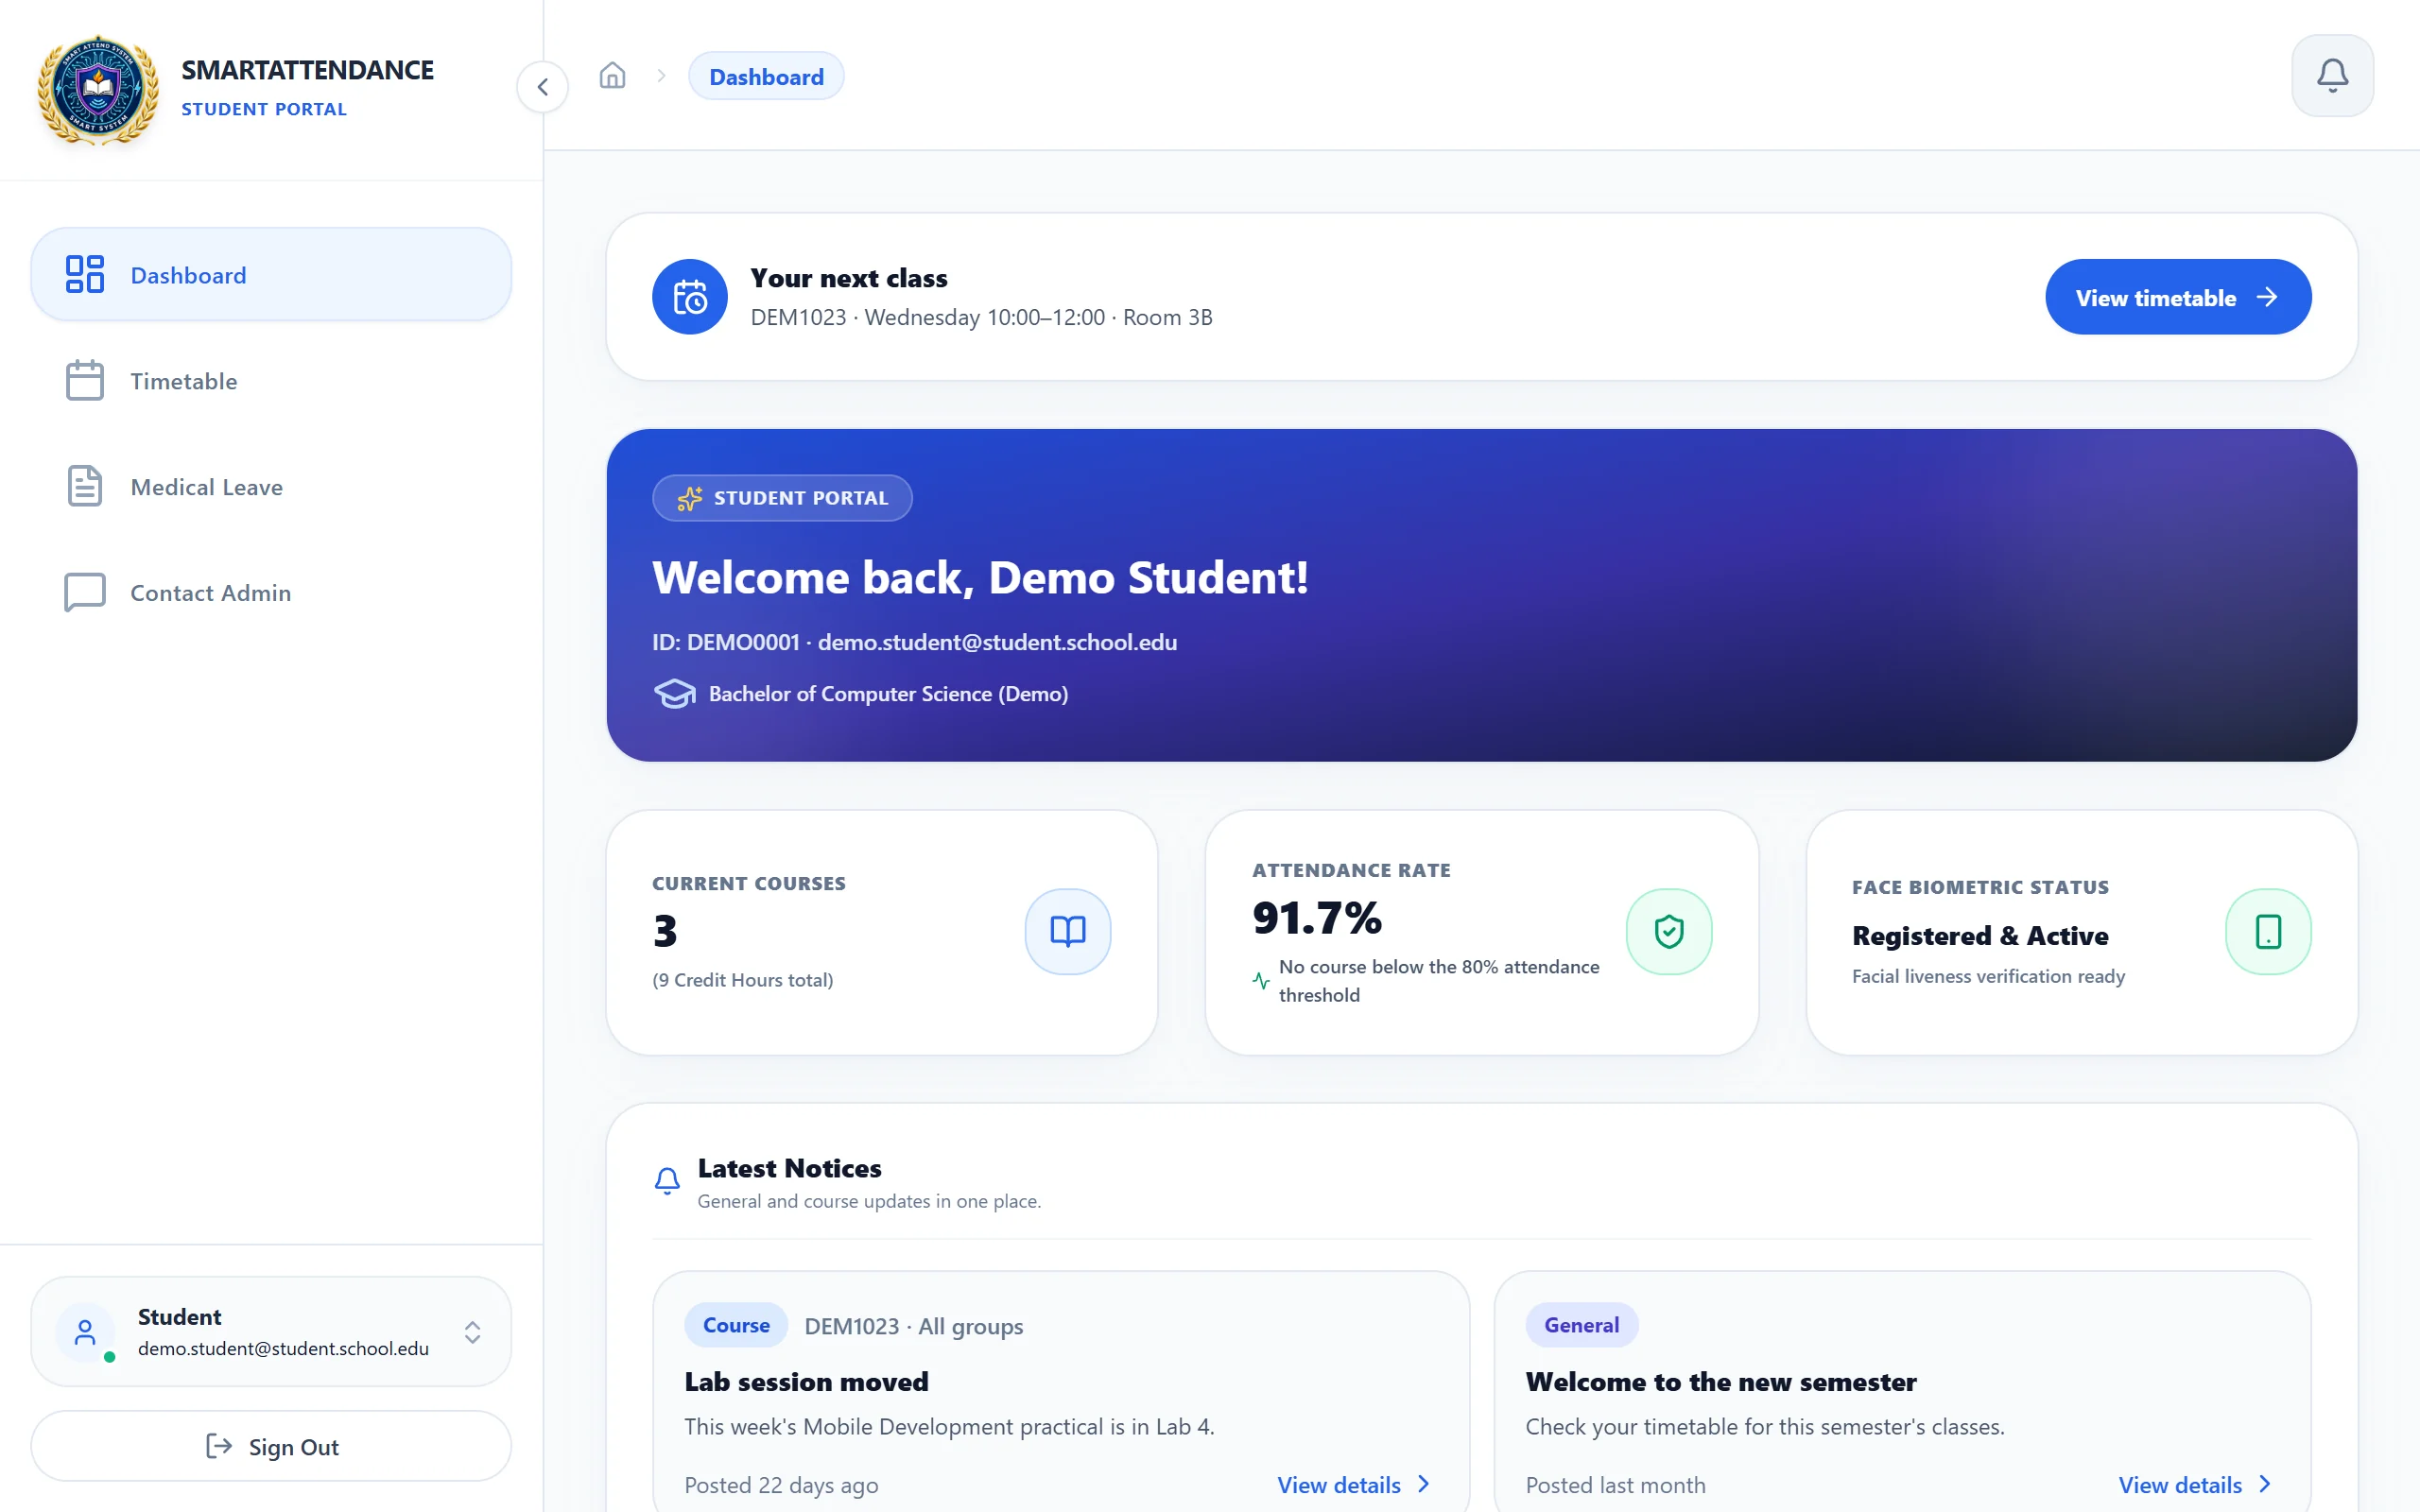 SMART ATTEND SYSTEM
SMART SYSTEM
SMARTATTENDANCE
STUDENT PORTAL
Dashboard
Timetable
Medical Leave
Contact Admin
Student
demo.student@student.school.edu
Sign Out
Dashboard
Your next class
DEM1023 · Wednesday 10:00–12:00 · Room 3B
View timetable
STUDENT PORTAL
Welcome back, Demo Student!
ID: DEMO0001 · demo.student@student.school.edu
Bachelor of Computer Science (Demo)
CURRENT COURSES
3
(9 Credit Hours total)
ATTENDANCE RATE
91.7%
No course below the 80% attendance
threshold
FACE BIOMETRIC STATUS
Registered & Active
Facial liveness verification ready
Latest Notices
General and course updates in one place.
Course DEM1023 · All groups
Lab session moved
This week's Mobile Development practical is in Lab 4.
Posted 22 days ago View details
General
Welcome to the new semester
Check your timetable for this semester's classes.
Posted last month View details